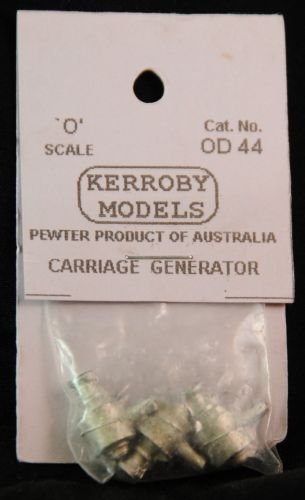 'O' Cat. No.
SCALE OD 44
KERROBY
MODELS
PEWTER PRODUCT OF AUSTRALIA
CARRIAGE GENERATOR